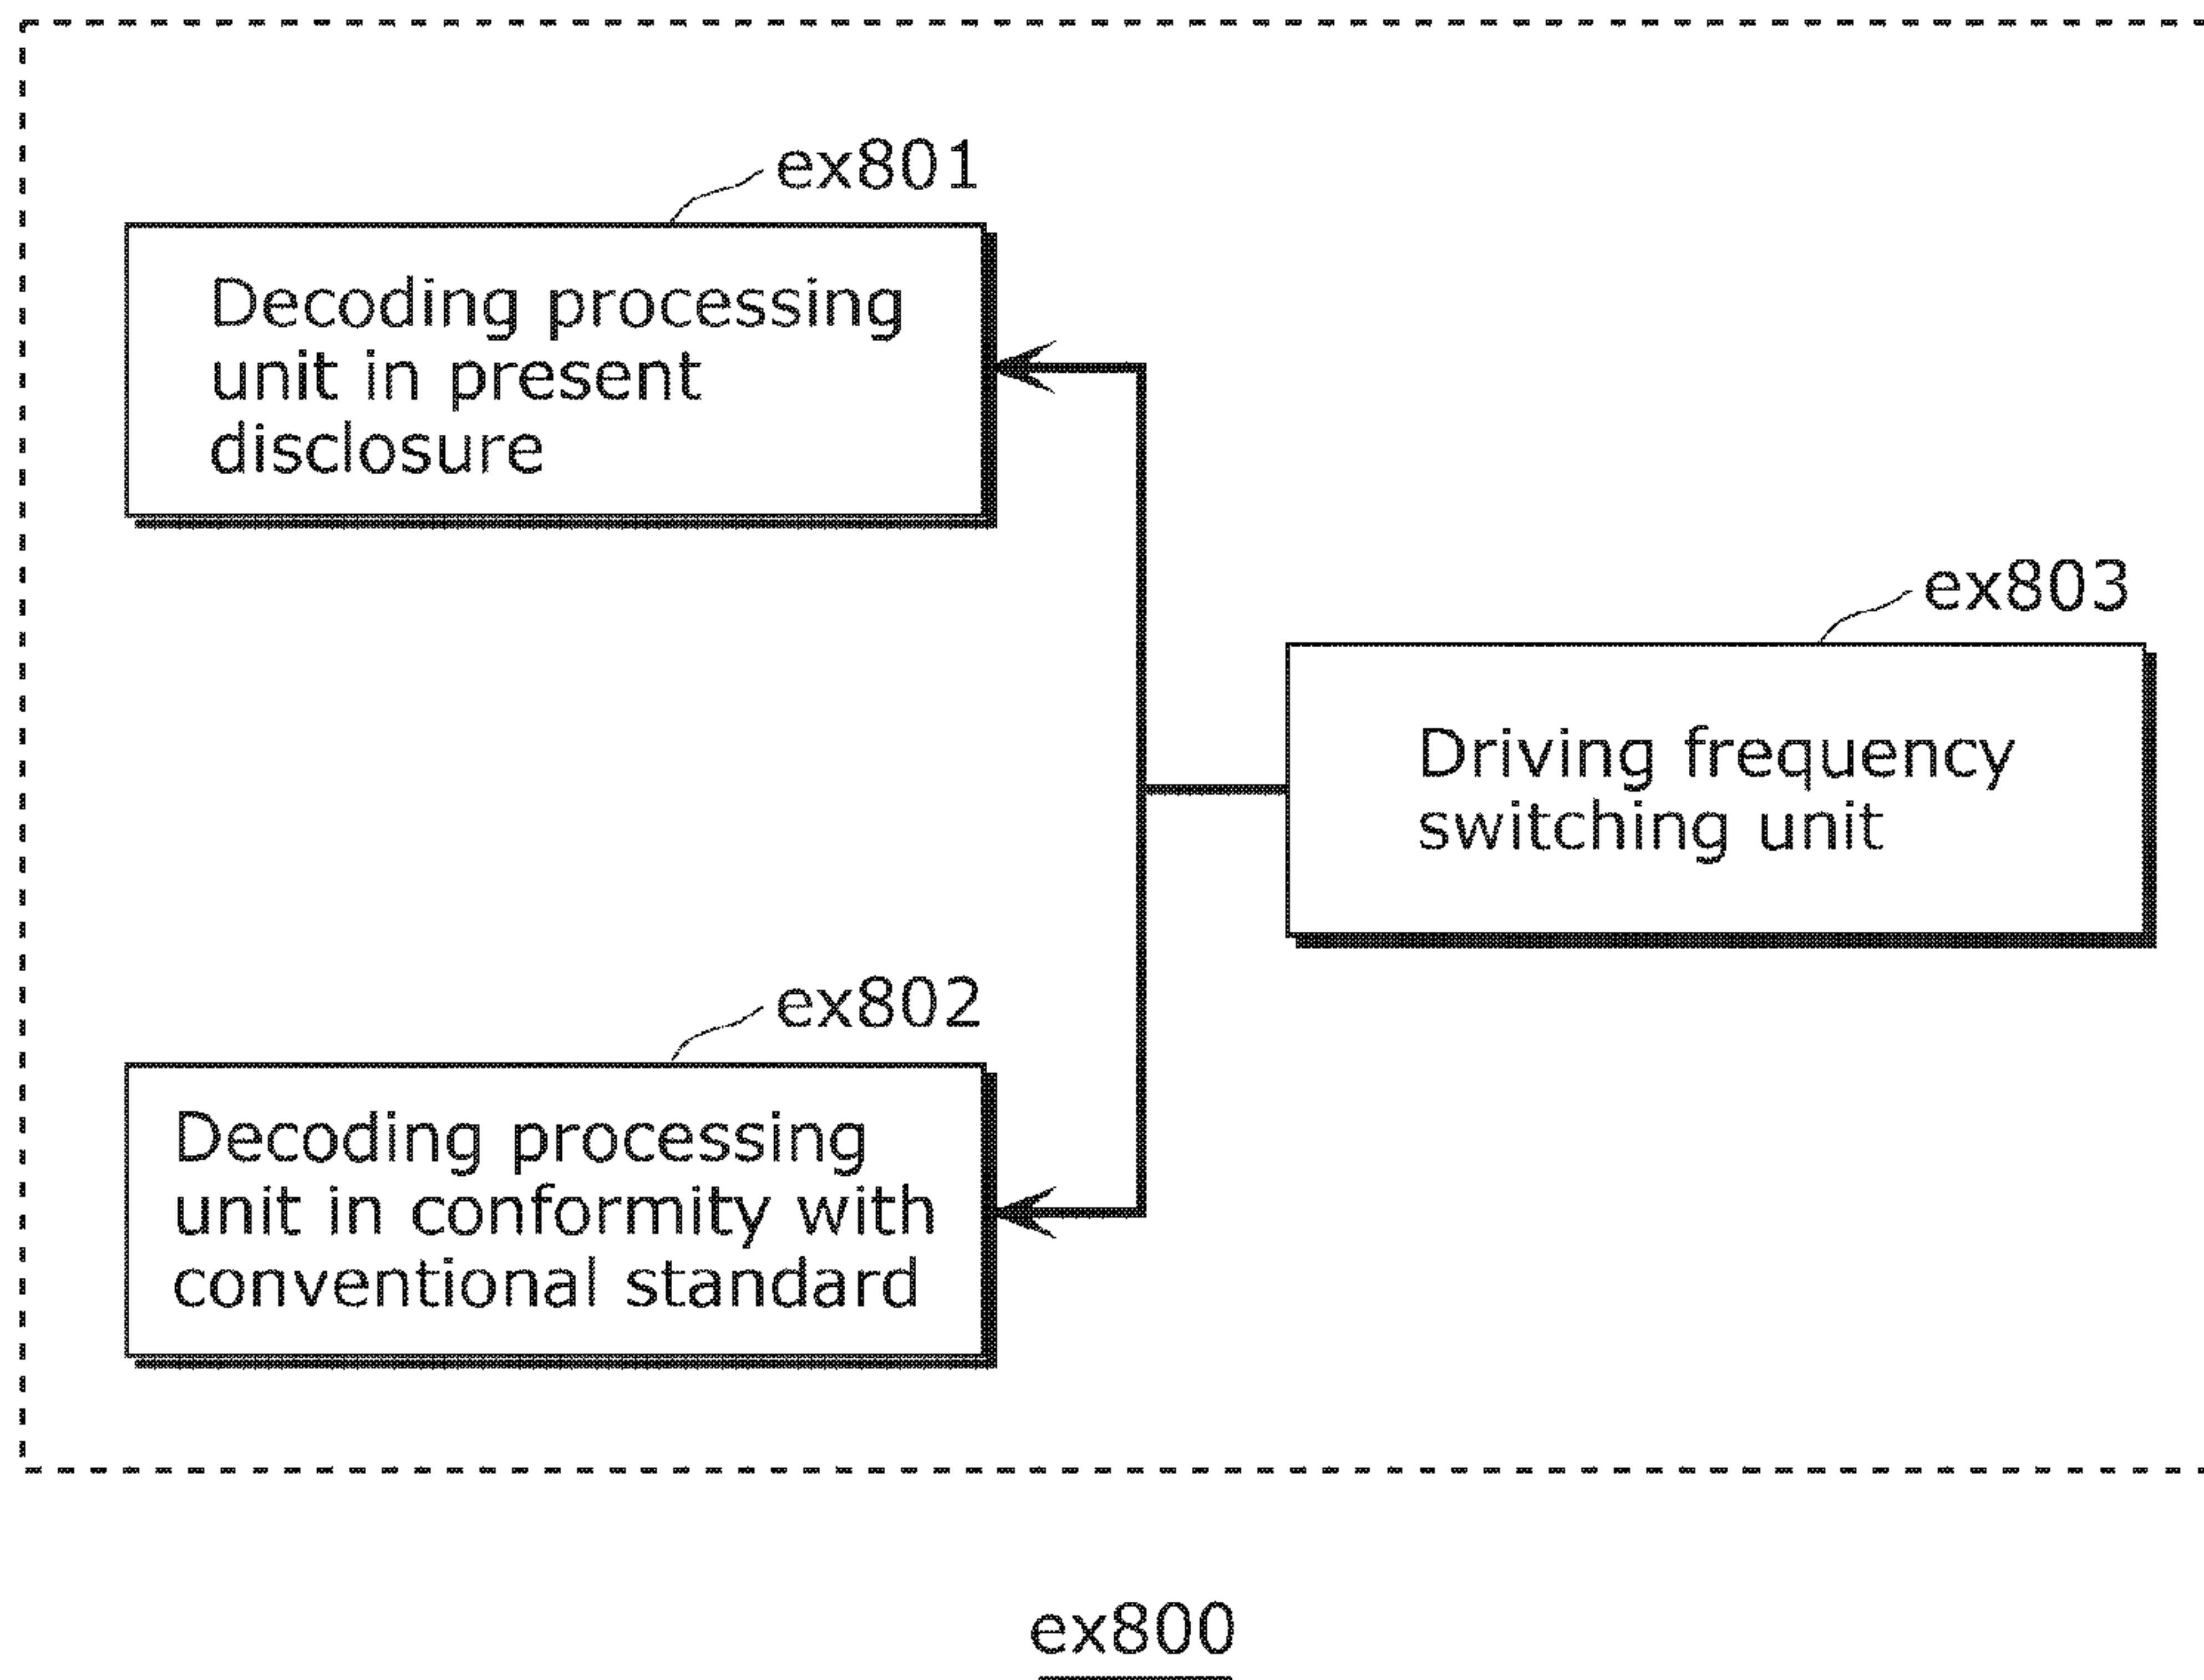 ex801
Decoding processing
unit in present
disclosure
ex803
Driving frequency
switching unit
ex802
Decoding processing
unit in conformity with
conventional standard
ex800